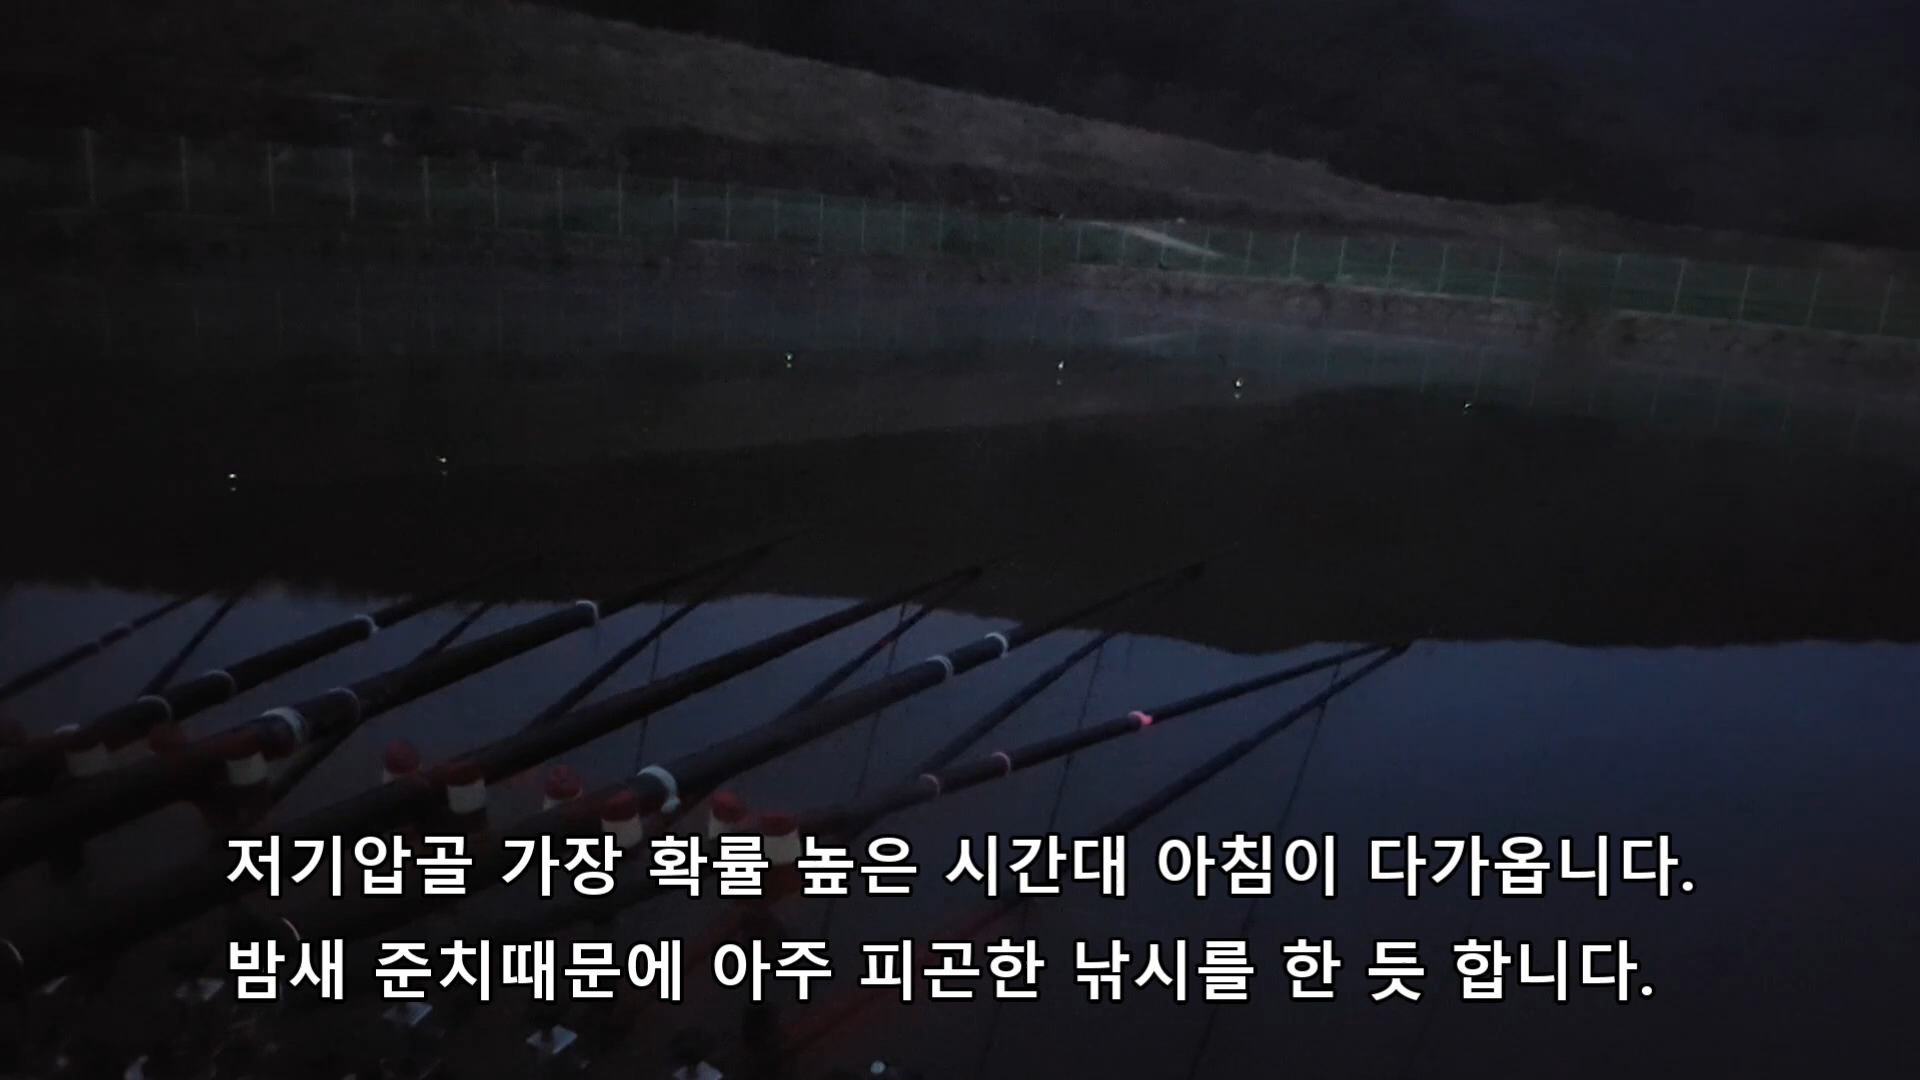 저기압골 가장 확률 높은 시간대 아침이 다가옵니다.
밤새 준치때문에 아주 피곤한 낚시를 한 듯 합니다.